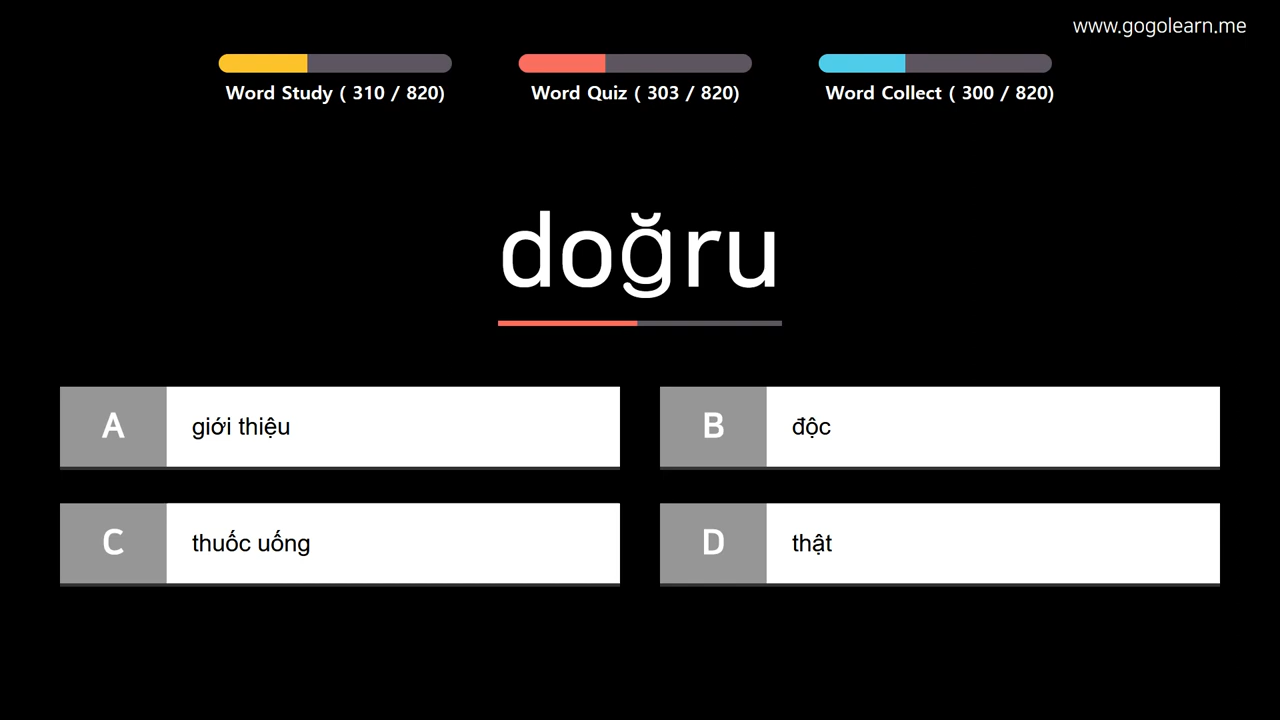 www.gogolearn.me
Word Study ( 310 / 820)
Word Quiz ( 303 / 820)
Word Collect ( 300 / 820)
doğru
A
giới thiệu
B
độc
C
thuốc uống
D
thật